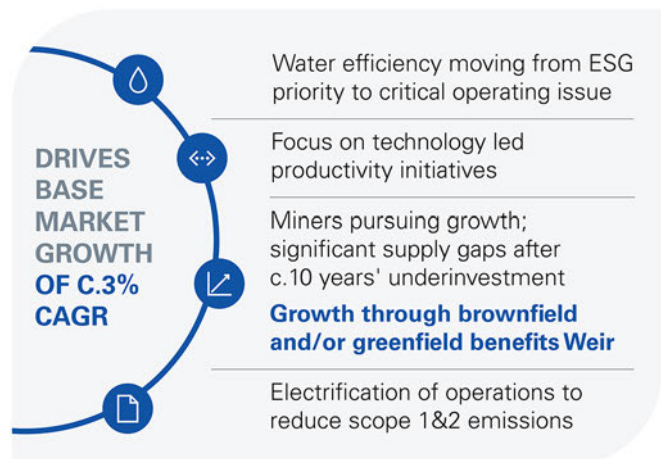 DRIVES
BASE
MARKET
GROWTH
OF C.3%
CAGR
Water efficiency moving from ESG
priority to critical operating issue
Focus on technology led
productivity initiatives
Miners pursuing growth;
significant supply gaps after
c.10 years' underinvestment
Growth through brownfield
and/or greenfield benefits Weir
Electrification of operations to
reduce scope 1&2 emissions